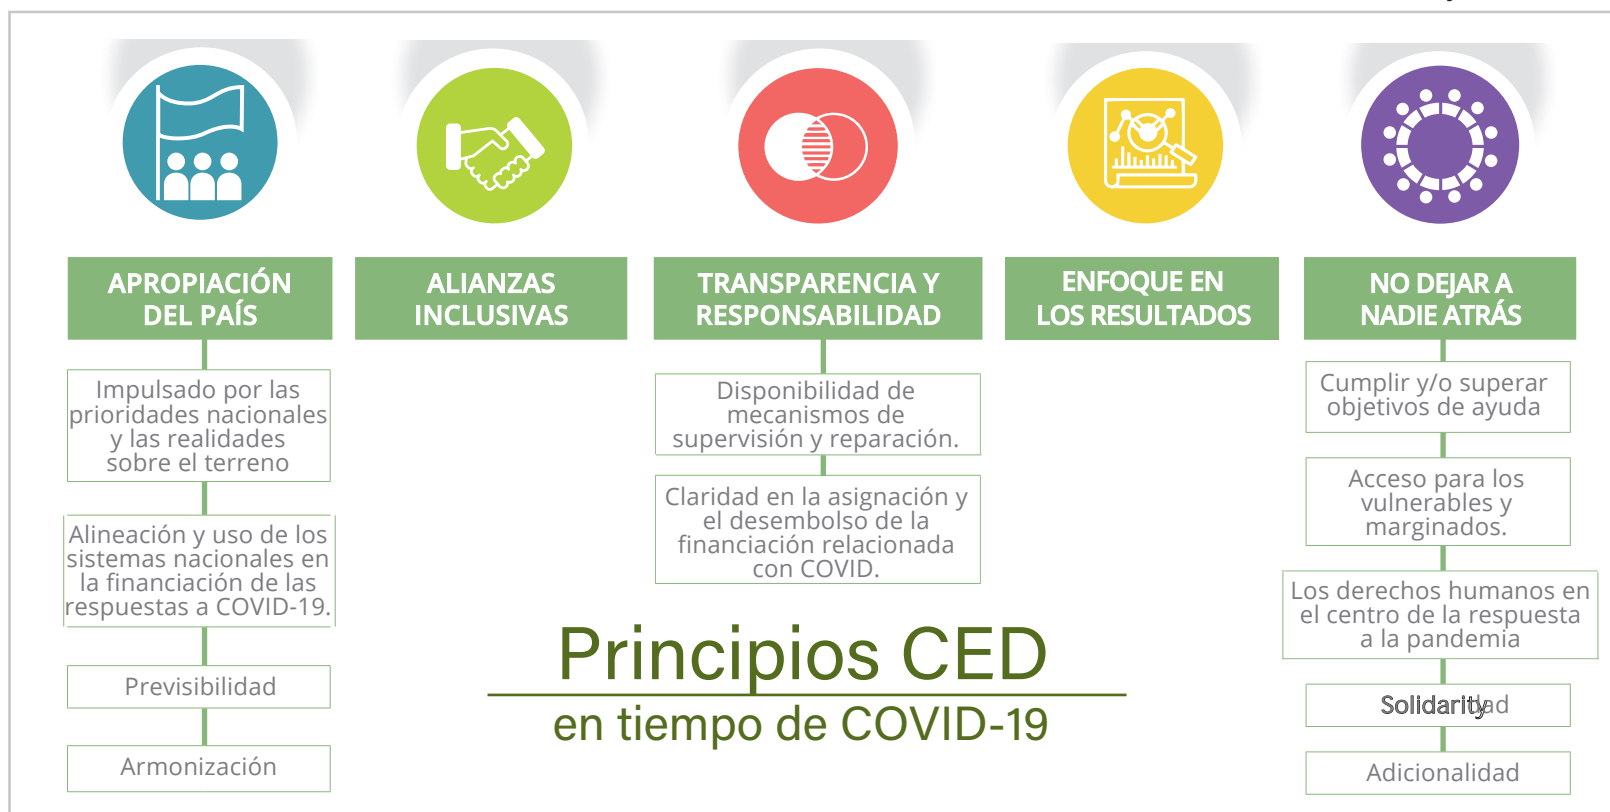 APROPIACIÓN
DEL PAÍS
Impulsado por las
prioridades nacionales
y las realidades
sobre el terreno
Alineación y uso de los
sistemas nacionales en
la financiación de las
respuestas a COVID-19.
Previsibilidad
Armonización
ALIANZAS
INCLUSIVAS
TRANSPARENCIA Y
RESPONSABILIDAD
Disponibilidad de
mecanismos de
supervisión y reparación.
Claridad en la asignación y
el desembolso de la
financiación relacionada
con COVID.
ENFOQUE EN
LOS RESULTADOS
NO DEJAR A
NADIE ATRÁS
Cumplir y/o superar
objetivos de ayuda
Acceso para los
vulnerables y
marginados.
Los derechos humanos en
el centro de la respuesta
a la pandemia
Solidarity
Adicionalidad
Principios CED
en tiempo de COVID-19